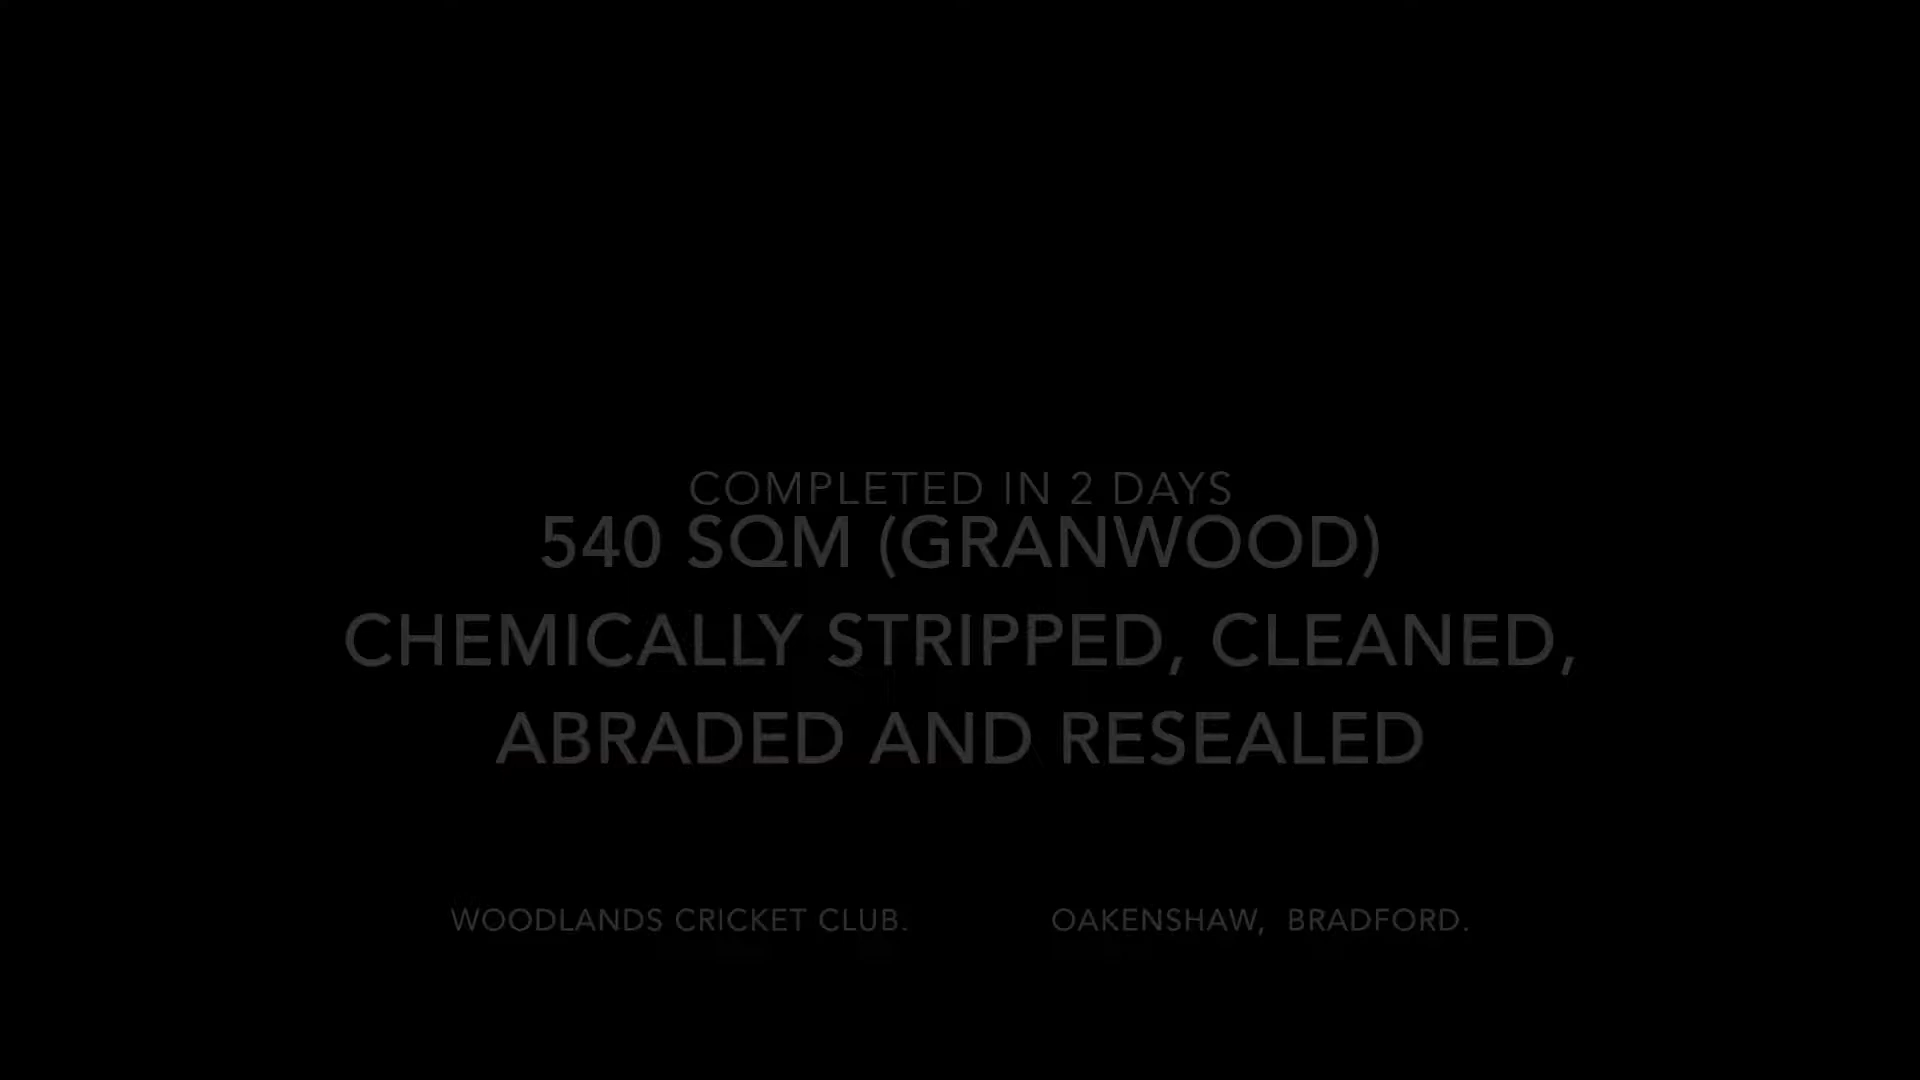 COMPLETED IN 2 DAYS
540 SQM (GRANWOOD)
CHEMICALLY STRIPPED, CLEANED,
ABRADED AND RESEALED
WOODLANDS CRICKET CLUB. OAKENSHAW, BRADFORD.